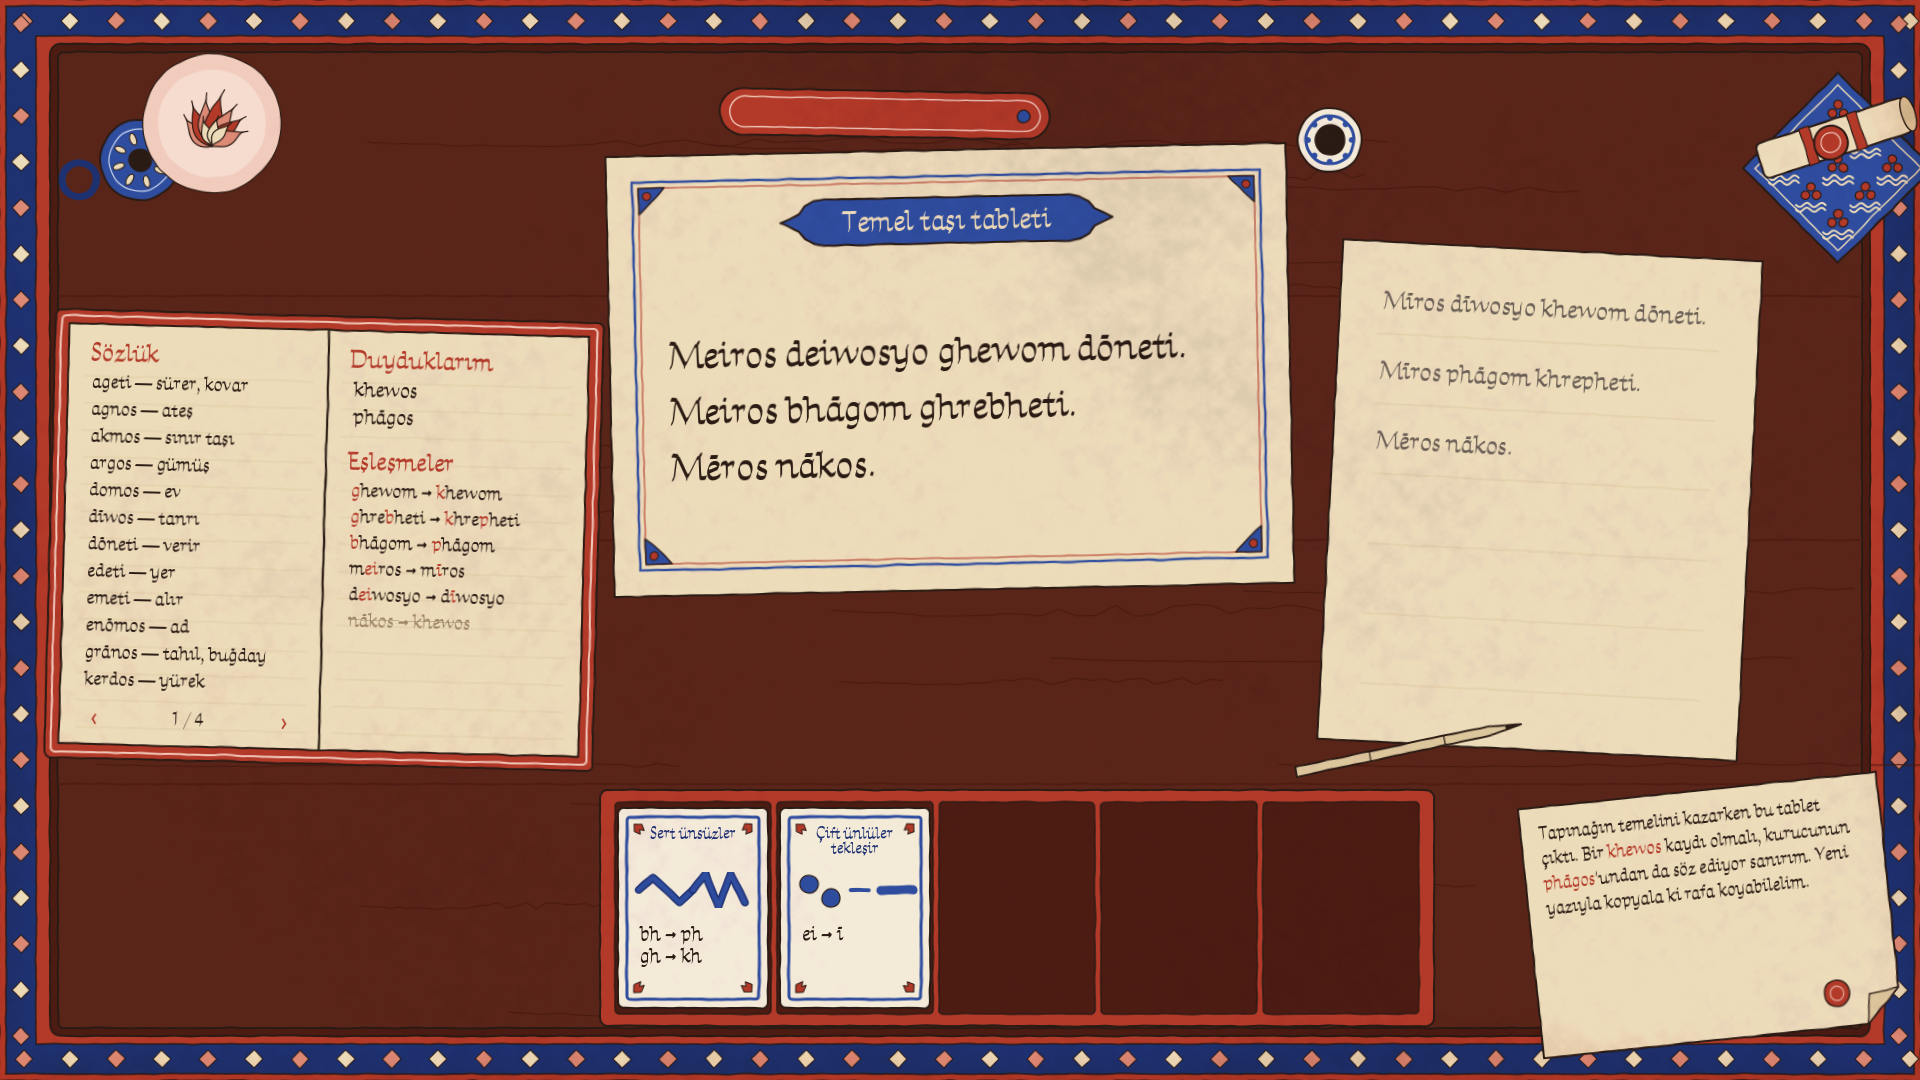 Temel taşı tableti
Meiros deiwosyo ghewom dōneti.
Meiros bhāgom ghrebheti.
Mēros nākos.
Sözlük
ageti — sürer, kovar
agnos — ateş
akmos — sınır taşı
argos — gümüş
domos — ev
dīwos — tanrı
dōneti — verir
edeti — yer
emeti — alır
enōmos — ad
grānos — tahıl, buğday
kerdos — yürek
‹ 1 / 4 ›
Duyduklarım
khewos
phāgos
Eşleşmeler
ghewom → khewom
ghrebheti → khrepheti
bhāgom → phāgom
meiros → mīros
deiwosyo → dīwosyo
nākos → khewos
Mīros dīwosyo khewom dōneti.
Mīros phāgom khrepheti.
Mēros nākos.
Sert ünsüzler
bh → ph
gh → kh
Çift ünlüler
tekleşir
ei → ī
Tapınağın temelini kazarken bu tablet
çıktı. Bir khewos kaydı olmalı, kurucunun
phāgos'undan da söz ediyor sanırım. Yeni
yazıyla kopyala ki rafa koyabilelim.